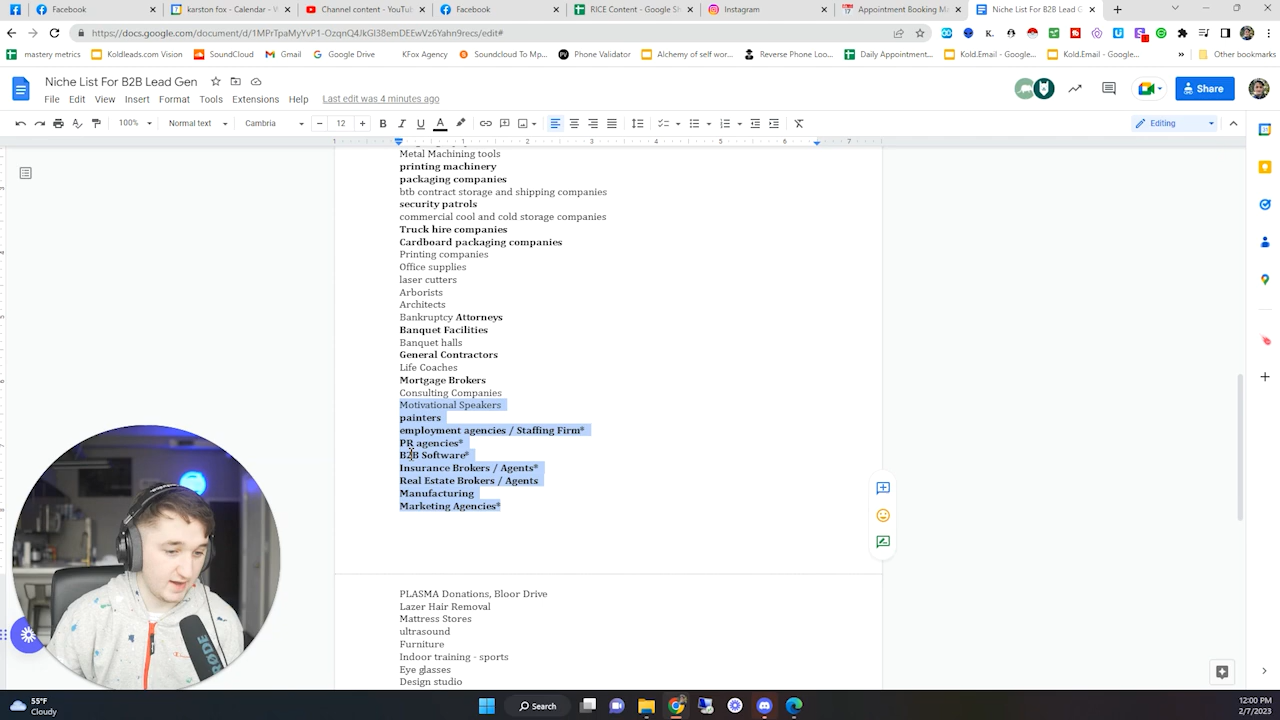 Facebook
karston fox - Calendar - W
Channel content - YouTub
Facebook
RICE Content - Google Sh
Instagram
Appointment Booking M
Niche List For B2B Lead G
https://docs.google.com/document/d/1MPrTpaMyYvP1-OzqnQ4JkGI38emDEEwVz6Yahn9recs/edit#
mastery metrics
Koldleads.com Vision
SoundCloud
Gmail
Google Drive
KFox Agency
Soundcloud To Mp...
Phone Validator
Alchemy of self wor...
Reverse Phone Loo...
Daily Appointment...
Kold.Email - Google...
Kold.Email - Google...
Other bookmarks
Niche List For B2B Lead Gen
File Edit View Insert Format Tools Extensions Help Last edit was 4 minutes ago
Share
100% Normal text Cambria 12 Editing
Metal Machining tools
printing machinery
packaging companies
btb contract storage and shipping companies
security patrols
commercial cool and cold storage companies
Truck hire companies
Cardboard packaging companies
Printing companies
Office supplies
laser cutters
Arborists
Architects
Bankruptcy Attorneys
Banquet Facilities
Banquet halls
General Contractors
Life Coaches
Mortgage Brokers
Consulting Companies
Motivational Speakers
painters
employment agencies / Staffing Firm*
PR agencies*
B2B Software*
Insurance Brokers / Agents*
Real Estate Brokers / Agents
Manufacturing
Marketing Agencies*
PLASMA Donations, Bloor Drive
Lazer Hair Removal
Mattress Stores
ultrasound
Furniture
Indoor training - sports
Eye glasses
Design studio
RODE
55°F
Cloudy
Search
12:00 PM
2/7/2023